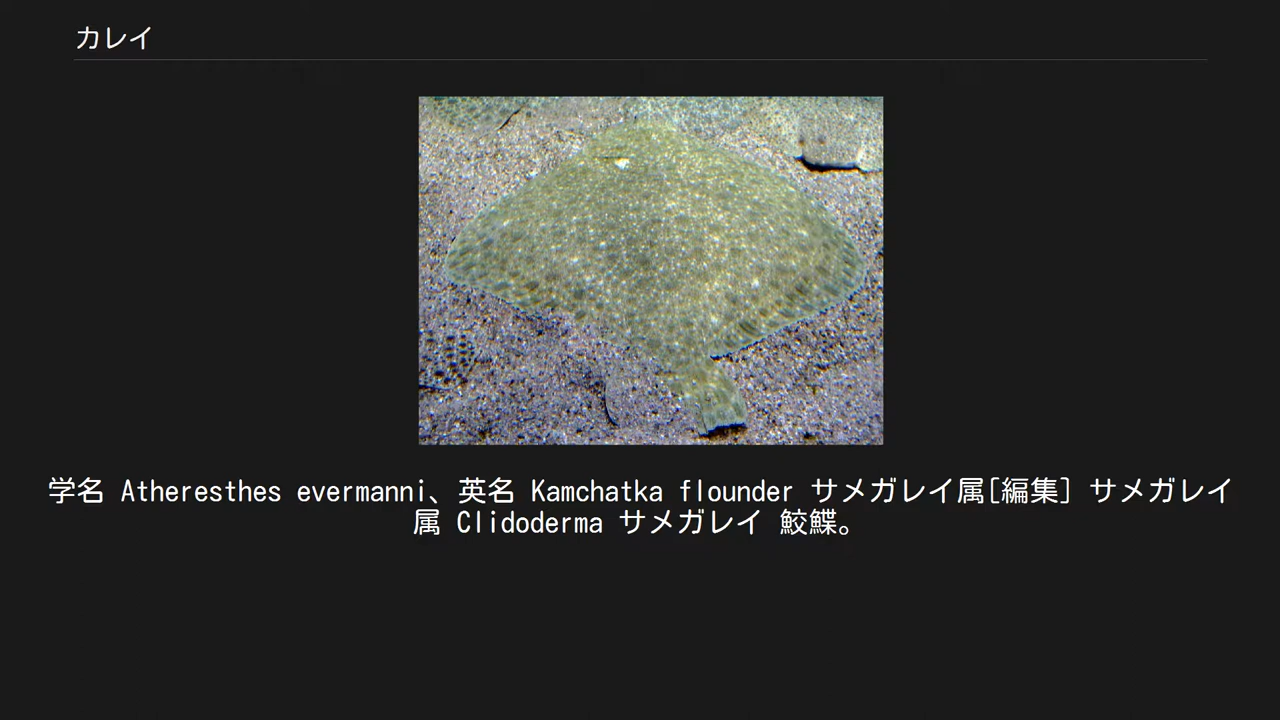 カレイ
学名 Atheresthes evermanni、英名 Kamchatka flounder サメガレイ属[編集] サメガレイ
属 Clidoderma サメガレイ 鮫鰈。